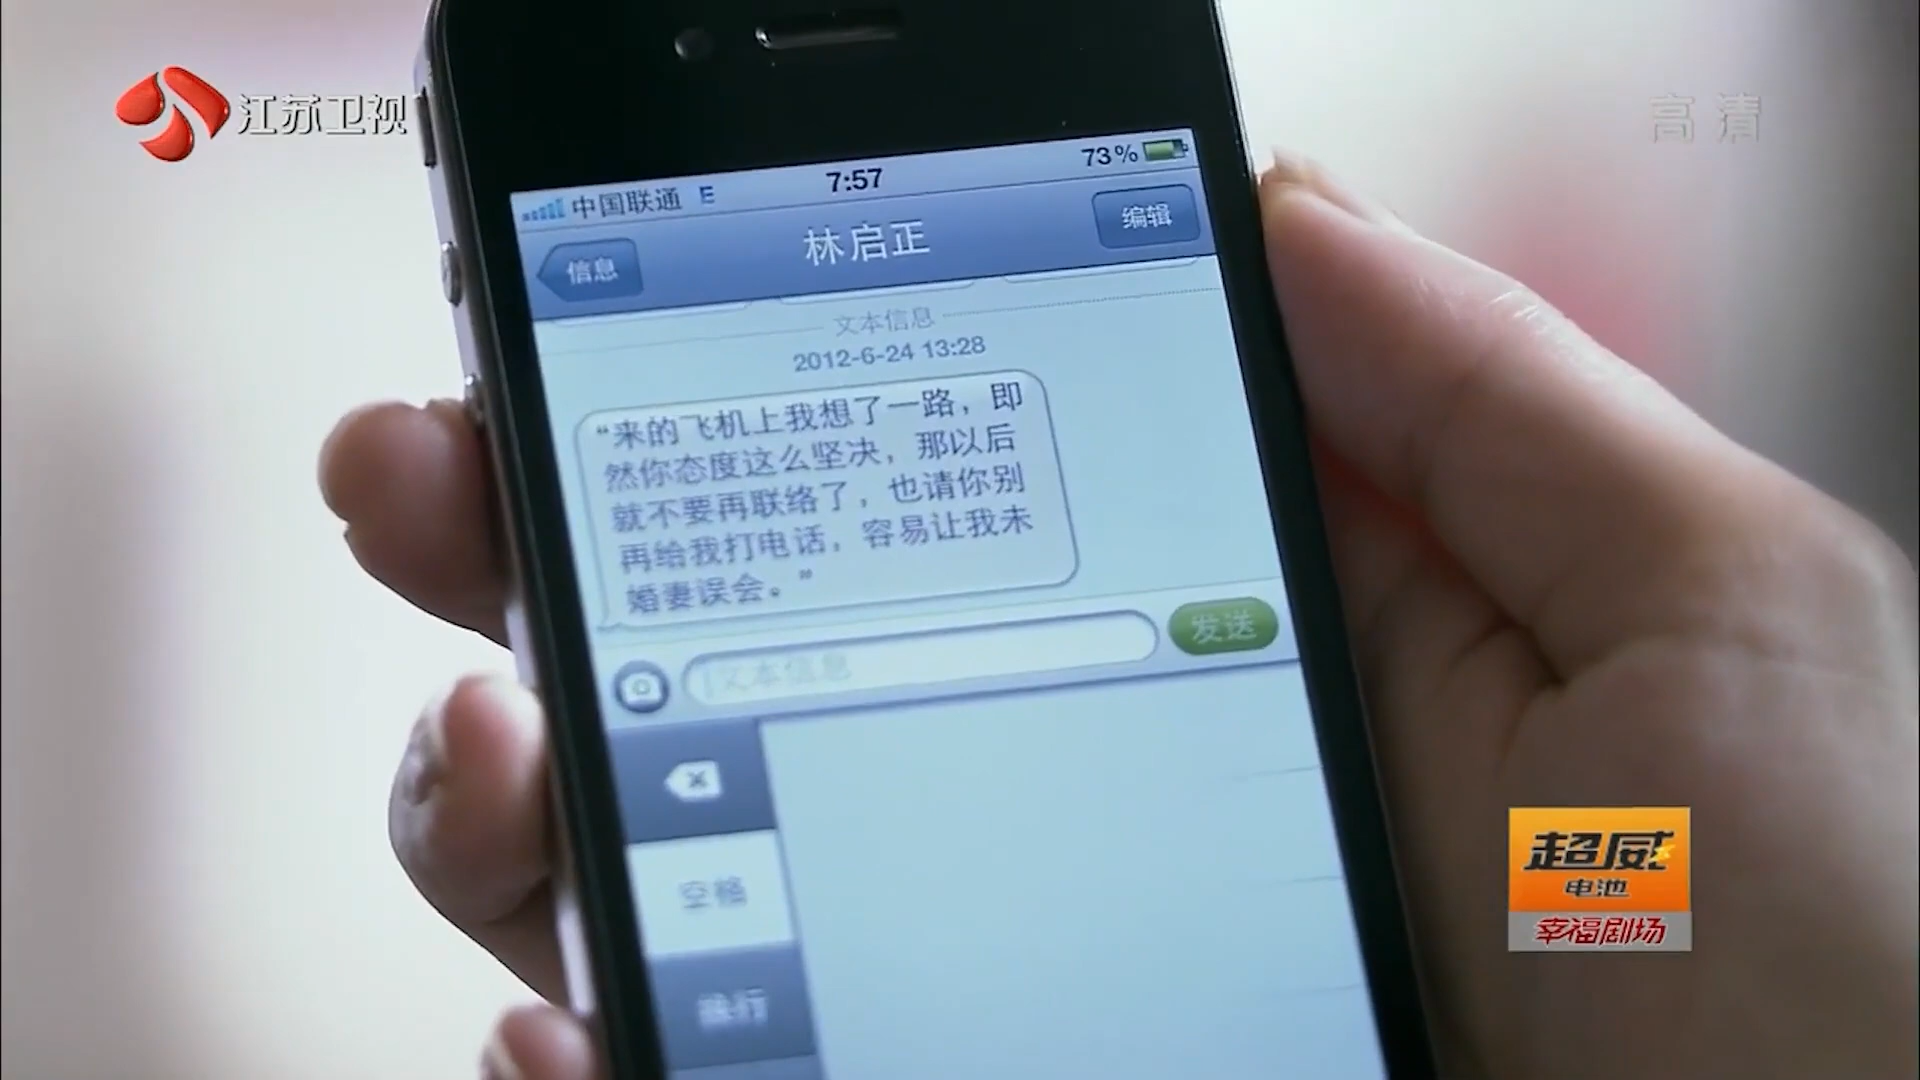 江苏卫视
高清
中国联通 E 7:57 73%
信息 林启正 编辑
文本信息
2012-6-24 13:28
“来的飞机上我想了一路，即
然你态度这么坚决，那以后
就不要再联络了，也请你别
再给我打电话，容易让我未
婚妻误会。”
文本信息 发送
空格
换行
超威
电池
幸福剧场